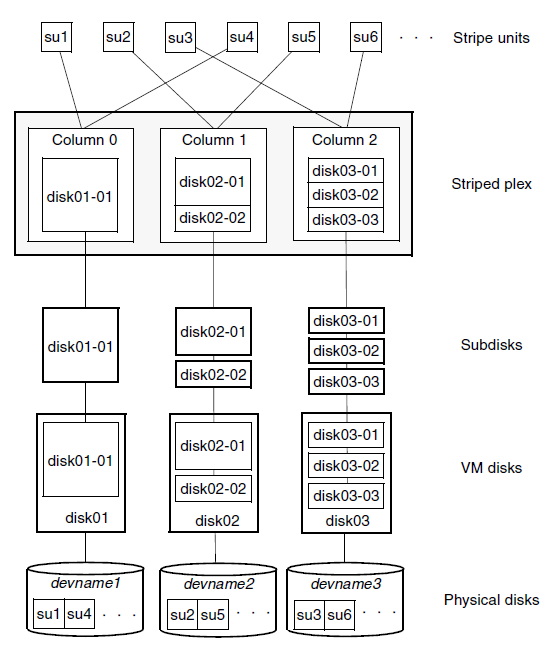 su1 su2 su3 su4 su5 su6 · · · Stripe units
Column 0 Column 1 Column 2
disk01-01 disk02-01 disk03-01
disk03-02 Striped plex
disk02-02 disk03-03
disk01-01 disk02-01 disk03-01 Subdisks
disk03-02
disk02-02 disk03-03
disk01-01 disk02-01 disk03-01
disk03-02 VM disks
disk02-02 disk03-03
disk01 disk02 disk03
devname1 devname2 devname3
su1 su4 · · · su2 su5 · · · su3 su6 · · · Physical disks